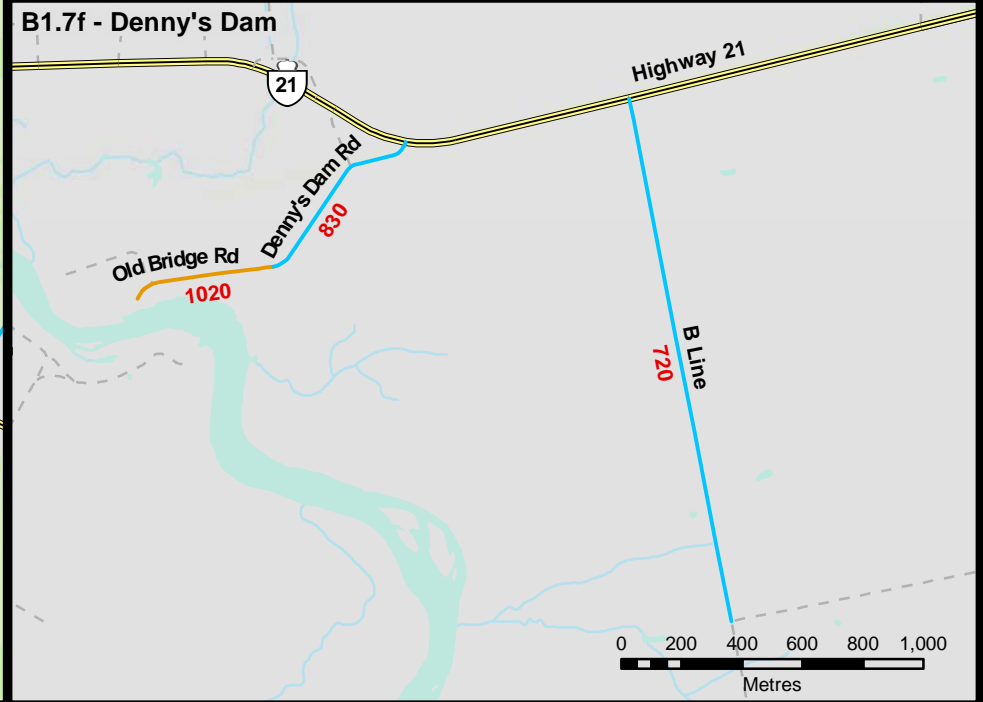 B1.7f - Denny's Dam
Highway 21
21
Denny's Dam Rd
830
Old Bridge Rd
1020
B Line
720
0 200 400 600 800 1,000
Metres